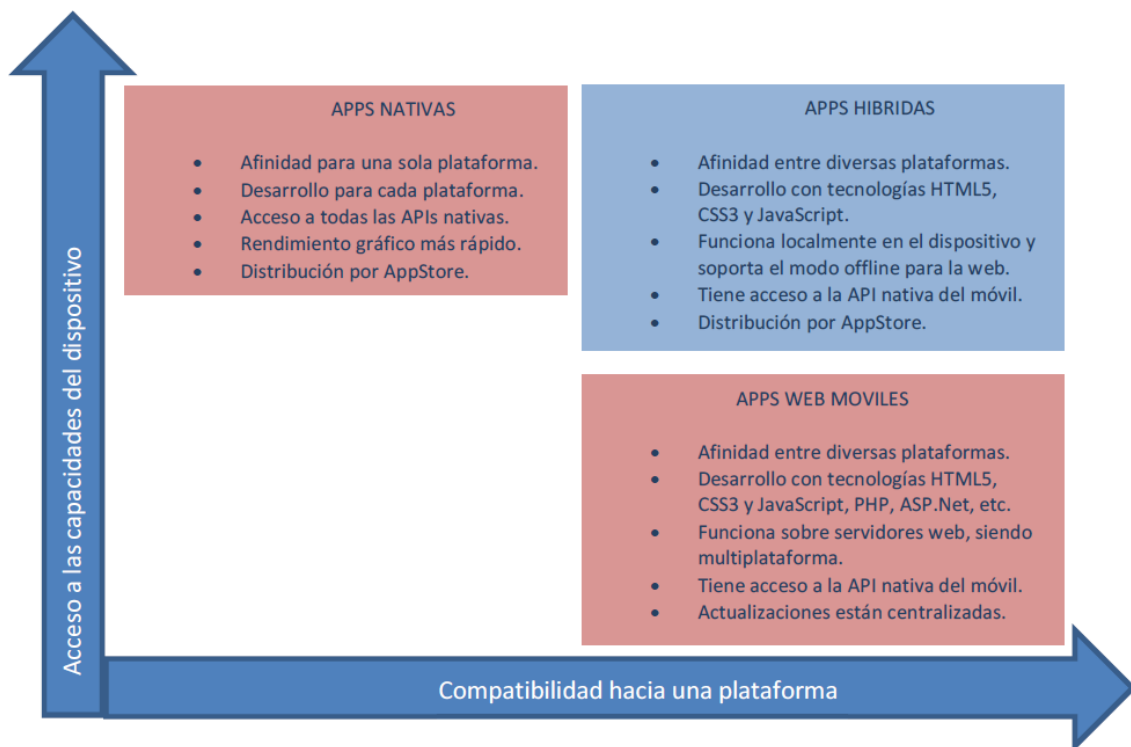 Acceso a las capacidades del dispositivo
APPS NATIVAS
• Afinidad para una sola plataforma.
• Desarrollo para cada plataforma.
• Acceso a todas las APIs nativas.
• Rendimiento gráfico más rápido.
• Distribución por AppStore.
APPS HIBRIDAS
• Afinidad entre diversas plataformas.
• Desarrollo con tecnologías HTML5,
CSS3 y JavaScript.
• Funciona localmente en el dispositivo y
soporta el modo offline para la web.
• Tiene acceso a la API nativa del móvil.
• Distribución por AppStore.
APPS WEB MOVILES
• Afinidad entre diversas plataformas.
• Desarrollo con tecnologías HTML5,
CSS3 y JavaScript, PHP, ASP.Net, etc.
• Funciona sobre servidores web, siendo
multiplataforma.
• Tiene acceso a la API nativa del móvil.
• Actualizaciones están centralizadas.
Compatibilidad hacia una plataforma